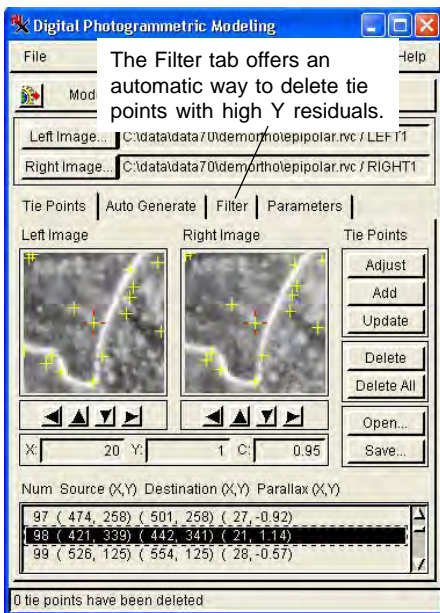 Digital Photogrammetric Modeling
File
Help
The Filter tab offers an
automatic way to delete tie
points with high Y residuals.
Left Image... C:\data\data70\demortho\epipolar.rvc / LEFT1
Right Image... C:\data\data70\demortho\epipolar.rvc / RIGHT1
Tie Points Auto Generate Filter Parameters
Left Image Right Image Tie Points
Adjust
Add
Update
Delete
Delete All
Open...
Save...
X: 20 Y: 1 C: 0.95
Num Source (X,Y) Destination (X,Y) Parallax (X,Y)
97 ( 474, 258) ( 501, 258) ( 27,-0.92)
98 ( 421, 339) ( 442, 341) ( 21, 1.14)
99 ( 526, 125) ( 554, 125) ( 28,-0.57)
0 tie points have been deleted